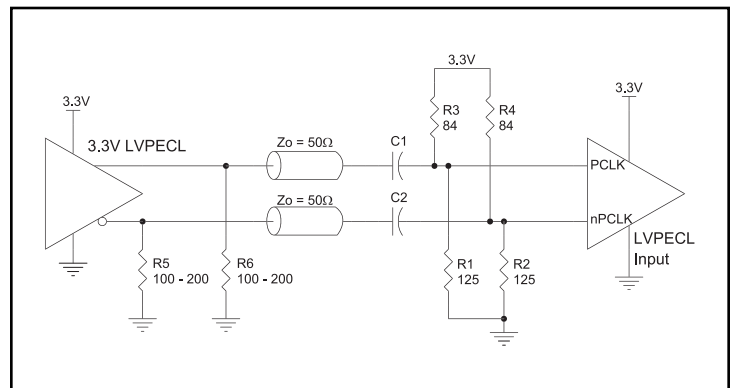 3.3V
3.3V LVPECL
R5
100 - 200
R6
100 - 200
Zo = 50Ω
Zo = 50Ω
C1
C2
3.3V
R3
84
R4
84
R1
125
R2
125
3.3V
PCLK
nPCLK
LVPECL
Input